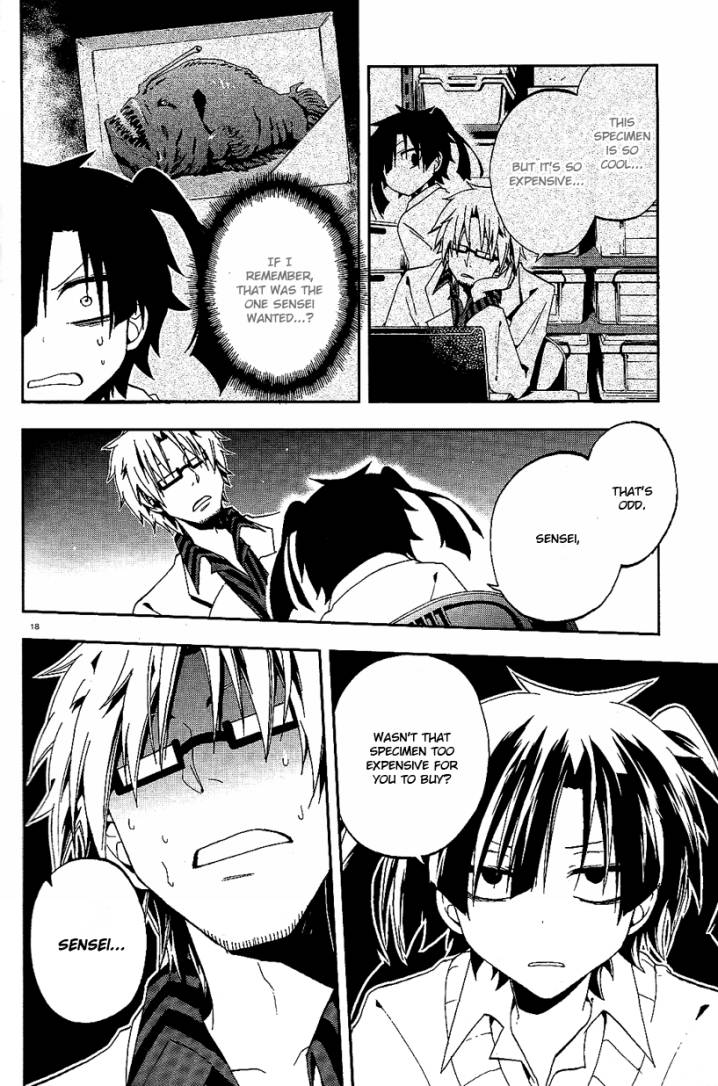 THIS
SPECIMEN
IS SO
COOL...
BUT IT'S SO
EXPENSIVE...
IF I
REMEMBER,
THAT WAS THE
ONE SENSEI
WANTED...?
THAT'S
ODD.
SENSEI,
18
WASN'T THAT
SPECIMEN TOO
EXPENSIVE FOR
YOU TO BUY?
SENSEI...